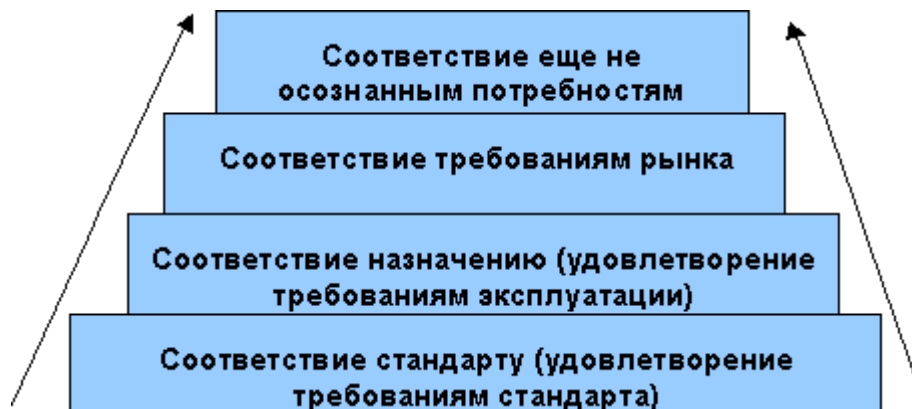 Соответствие еще не
осознанным потребностям
Соответствие требованиям рынка
Соответствие назначению (удовлетворение
требованиям эксплуатации)
Соответствие стандарту (удовлетворение
требованиям стандарта)